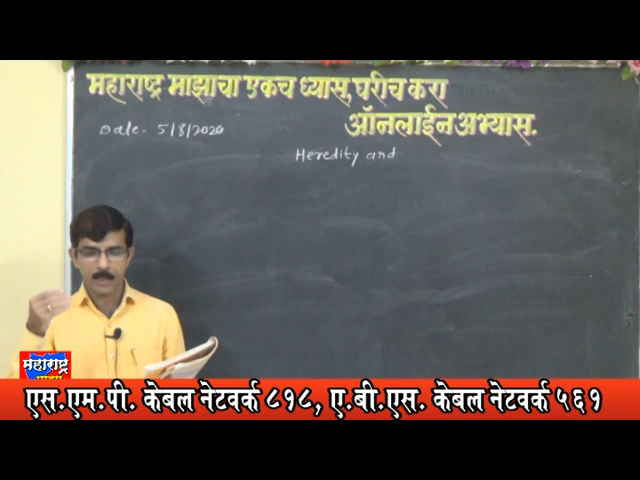 महाराष्ट्र माझाचा एकच ध्यास, घरीच करा
ऑनलाईन अभ्यास.
Date. 5/8/2020
Heredity and
महाराष्ट्र
माझा
एस.एम.पी. केबल नेटवर्क ८१८, ए.बी.एस. केबल नेटवर्क ५६१